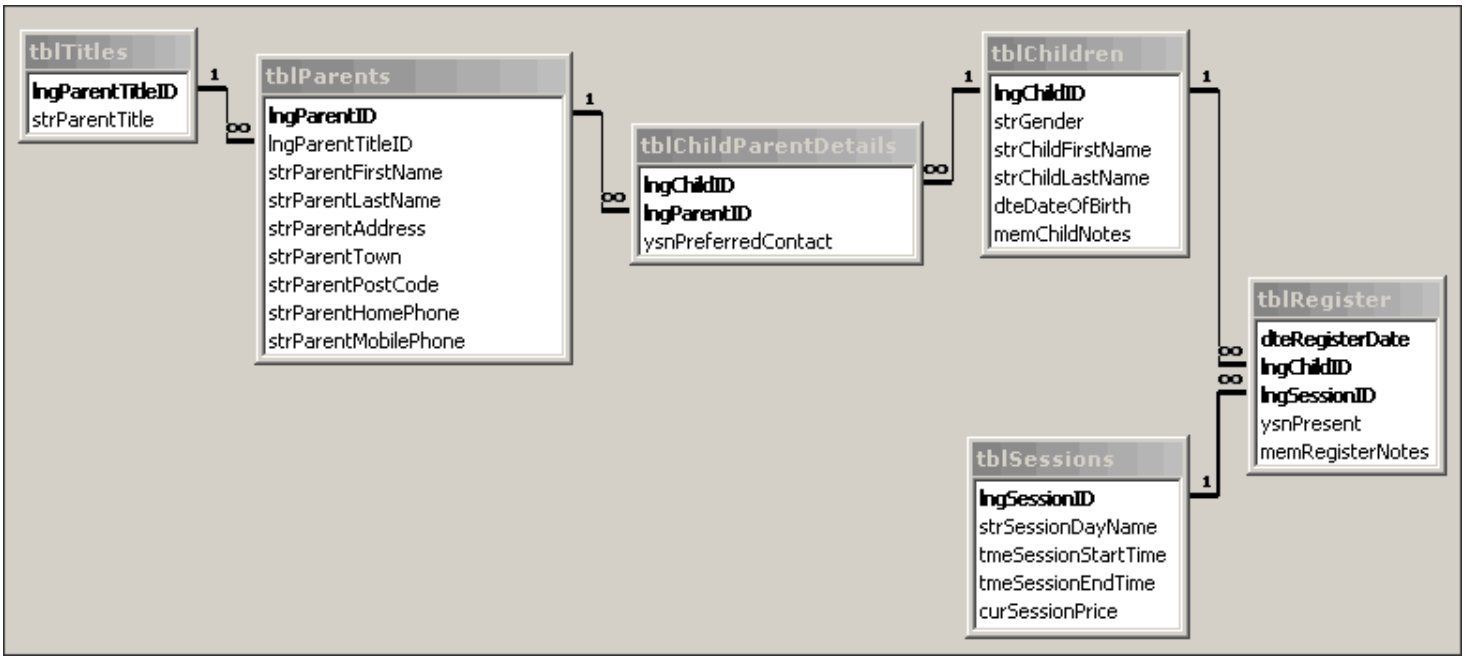 tblTitles
lngParentTitleID
strParentTitle
1
∞
tblParents
lngParentID
lngParentTitleID
strParentFirstName
strParentLastName
strParentAddress
strParentTown
strParentPostCode
strParentHomePhone
strParentMobilePhone
1
∞
tblChildParentDetails
lngChildID
lngParentID
ysnPreferredContact
∞
1
tblChildren
lngChildID
strGender
strChildFirstName
strChildLastName
dteDateOfBirth
memChildNotes
1
∞
∞
tblRegister
dteRegisterDate
lngChildID
lngSessionID
ysnPresent
memRegisterNotes
tblSessions
lngSessionID
strSessionDayName
tmeSessionStartTime
tmeSessionEndTime
curSessionPrice
1